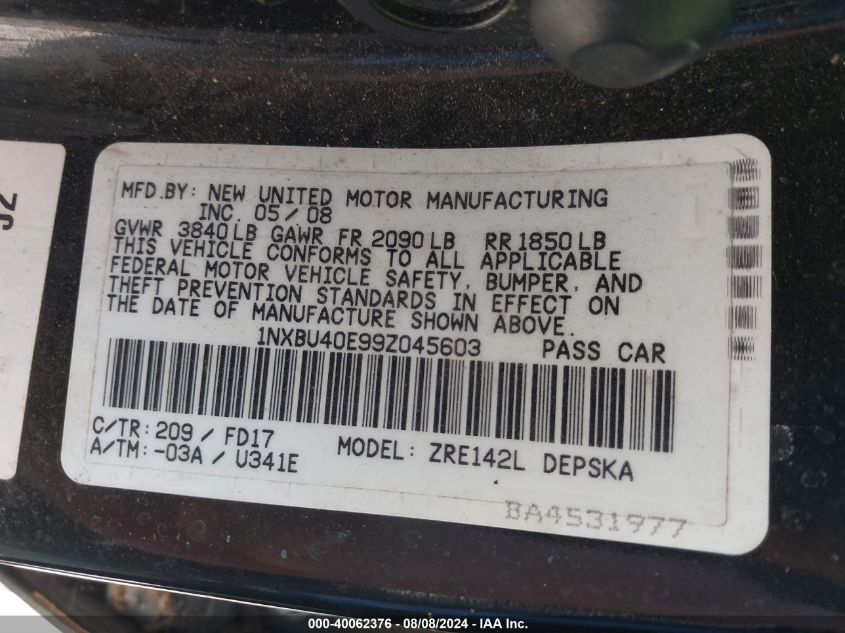 MFD.BY: NEW UNITED MOTOR MANUFACTURING
INC. 05/08
GVWR 3840LB GAWR FR 2090LB RR1850LB
THIS VEHICLE CONFORMS TO ALL APPLICABLE
FEDERAL MOTOR VEHICLE SAFETY, BUMPER, AND
THEFT PREVENTION STANDARDS IN EFFECT ON
THE DATE OF MANUFACTURE SHOWN ABOVE.
1NXBU40E99Z045603 PASS CAR
C/TR: 209 / FD17
A/TM: -03A / U341E
MODEL: ZRE142L DEPSKA
BA4531977
000-40062376 - 08/08/2024 - IAAI.com